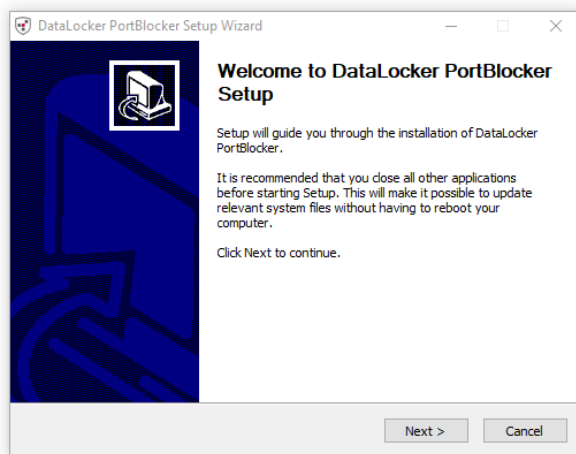 DataLocker PortBlocker Setup Wizard
Welcome to DataLocker PortBlocker
Setup
Setup will guide you through the installation of DataLocker
PortBlocker.
It is recommended that you close all other applications
before starting Setup. This will make it possible to update
relevant system files without having to reboot your
computer.
Click Next to continue.
Next >
Cancel